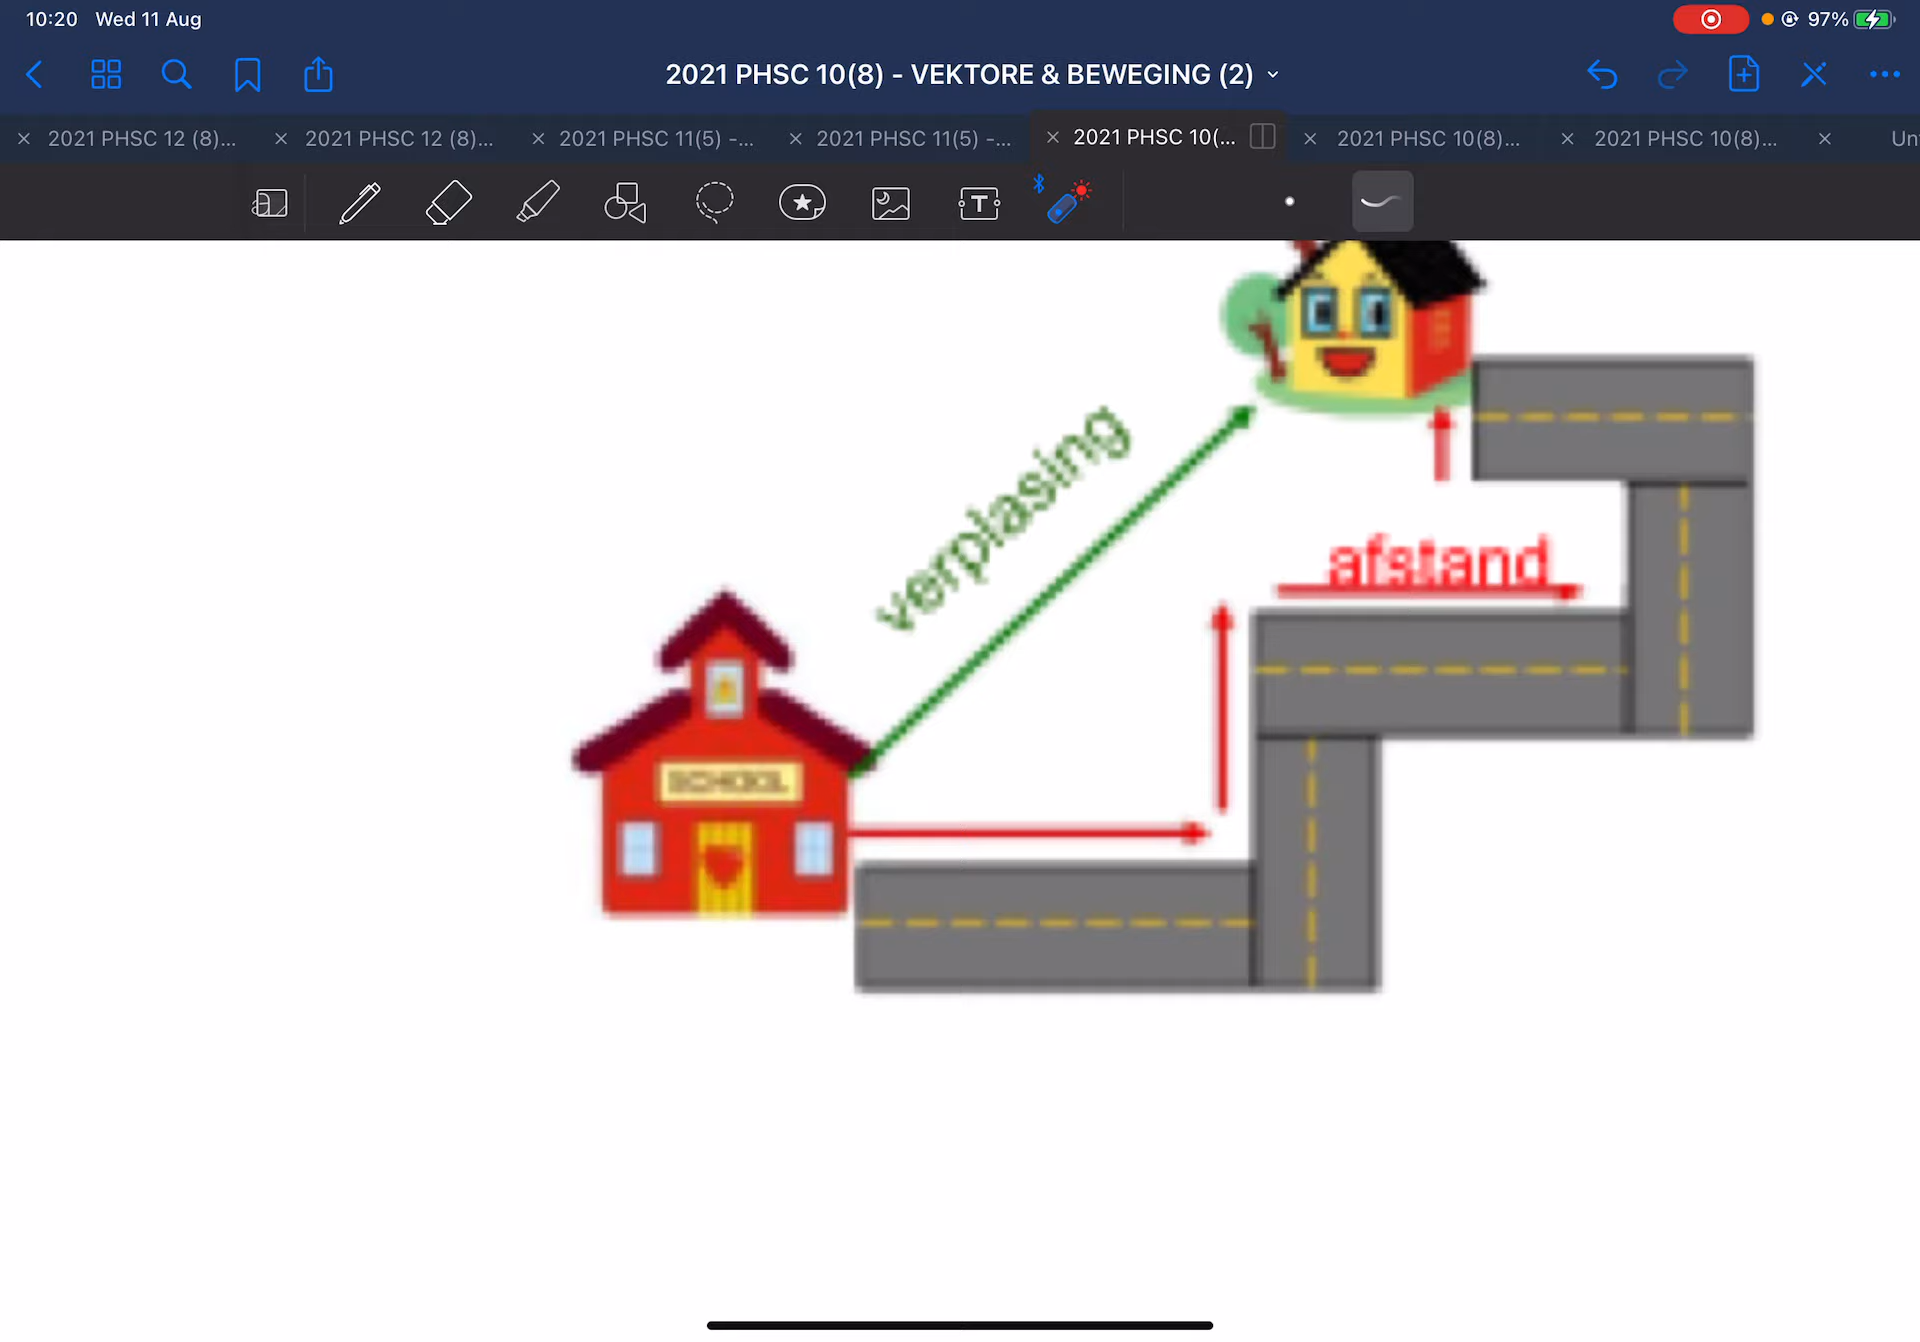 10:20 Wed 11 Aug
97%
2021 PHSC 10(8) - VEKTORE & BEWEGING (2)
2021 PHSC 12 (8)...
2021 PHSC 12 (8)...
2021 PHSC 11(5) -...
2021 PHSC 11(5) -...
2021 PHSC 10(...
2021 PHSC 10(8)...
2021 PHSC 10(8)...
Un
T
verplasing
afstand
SCHOOL